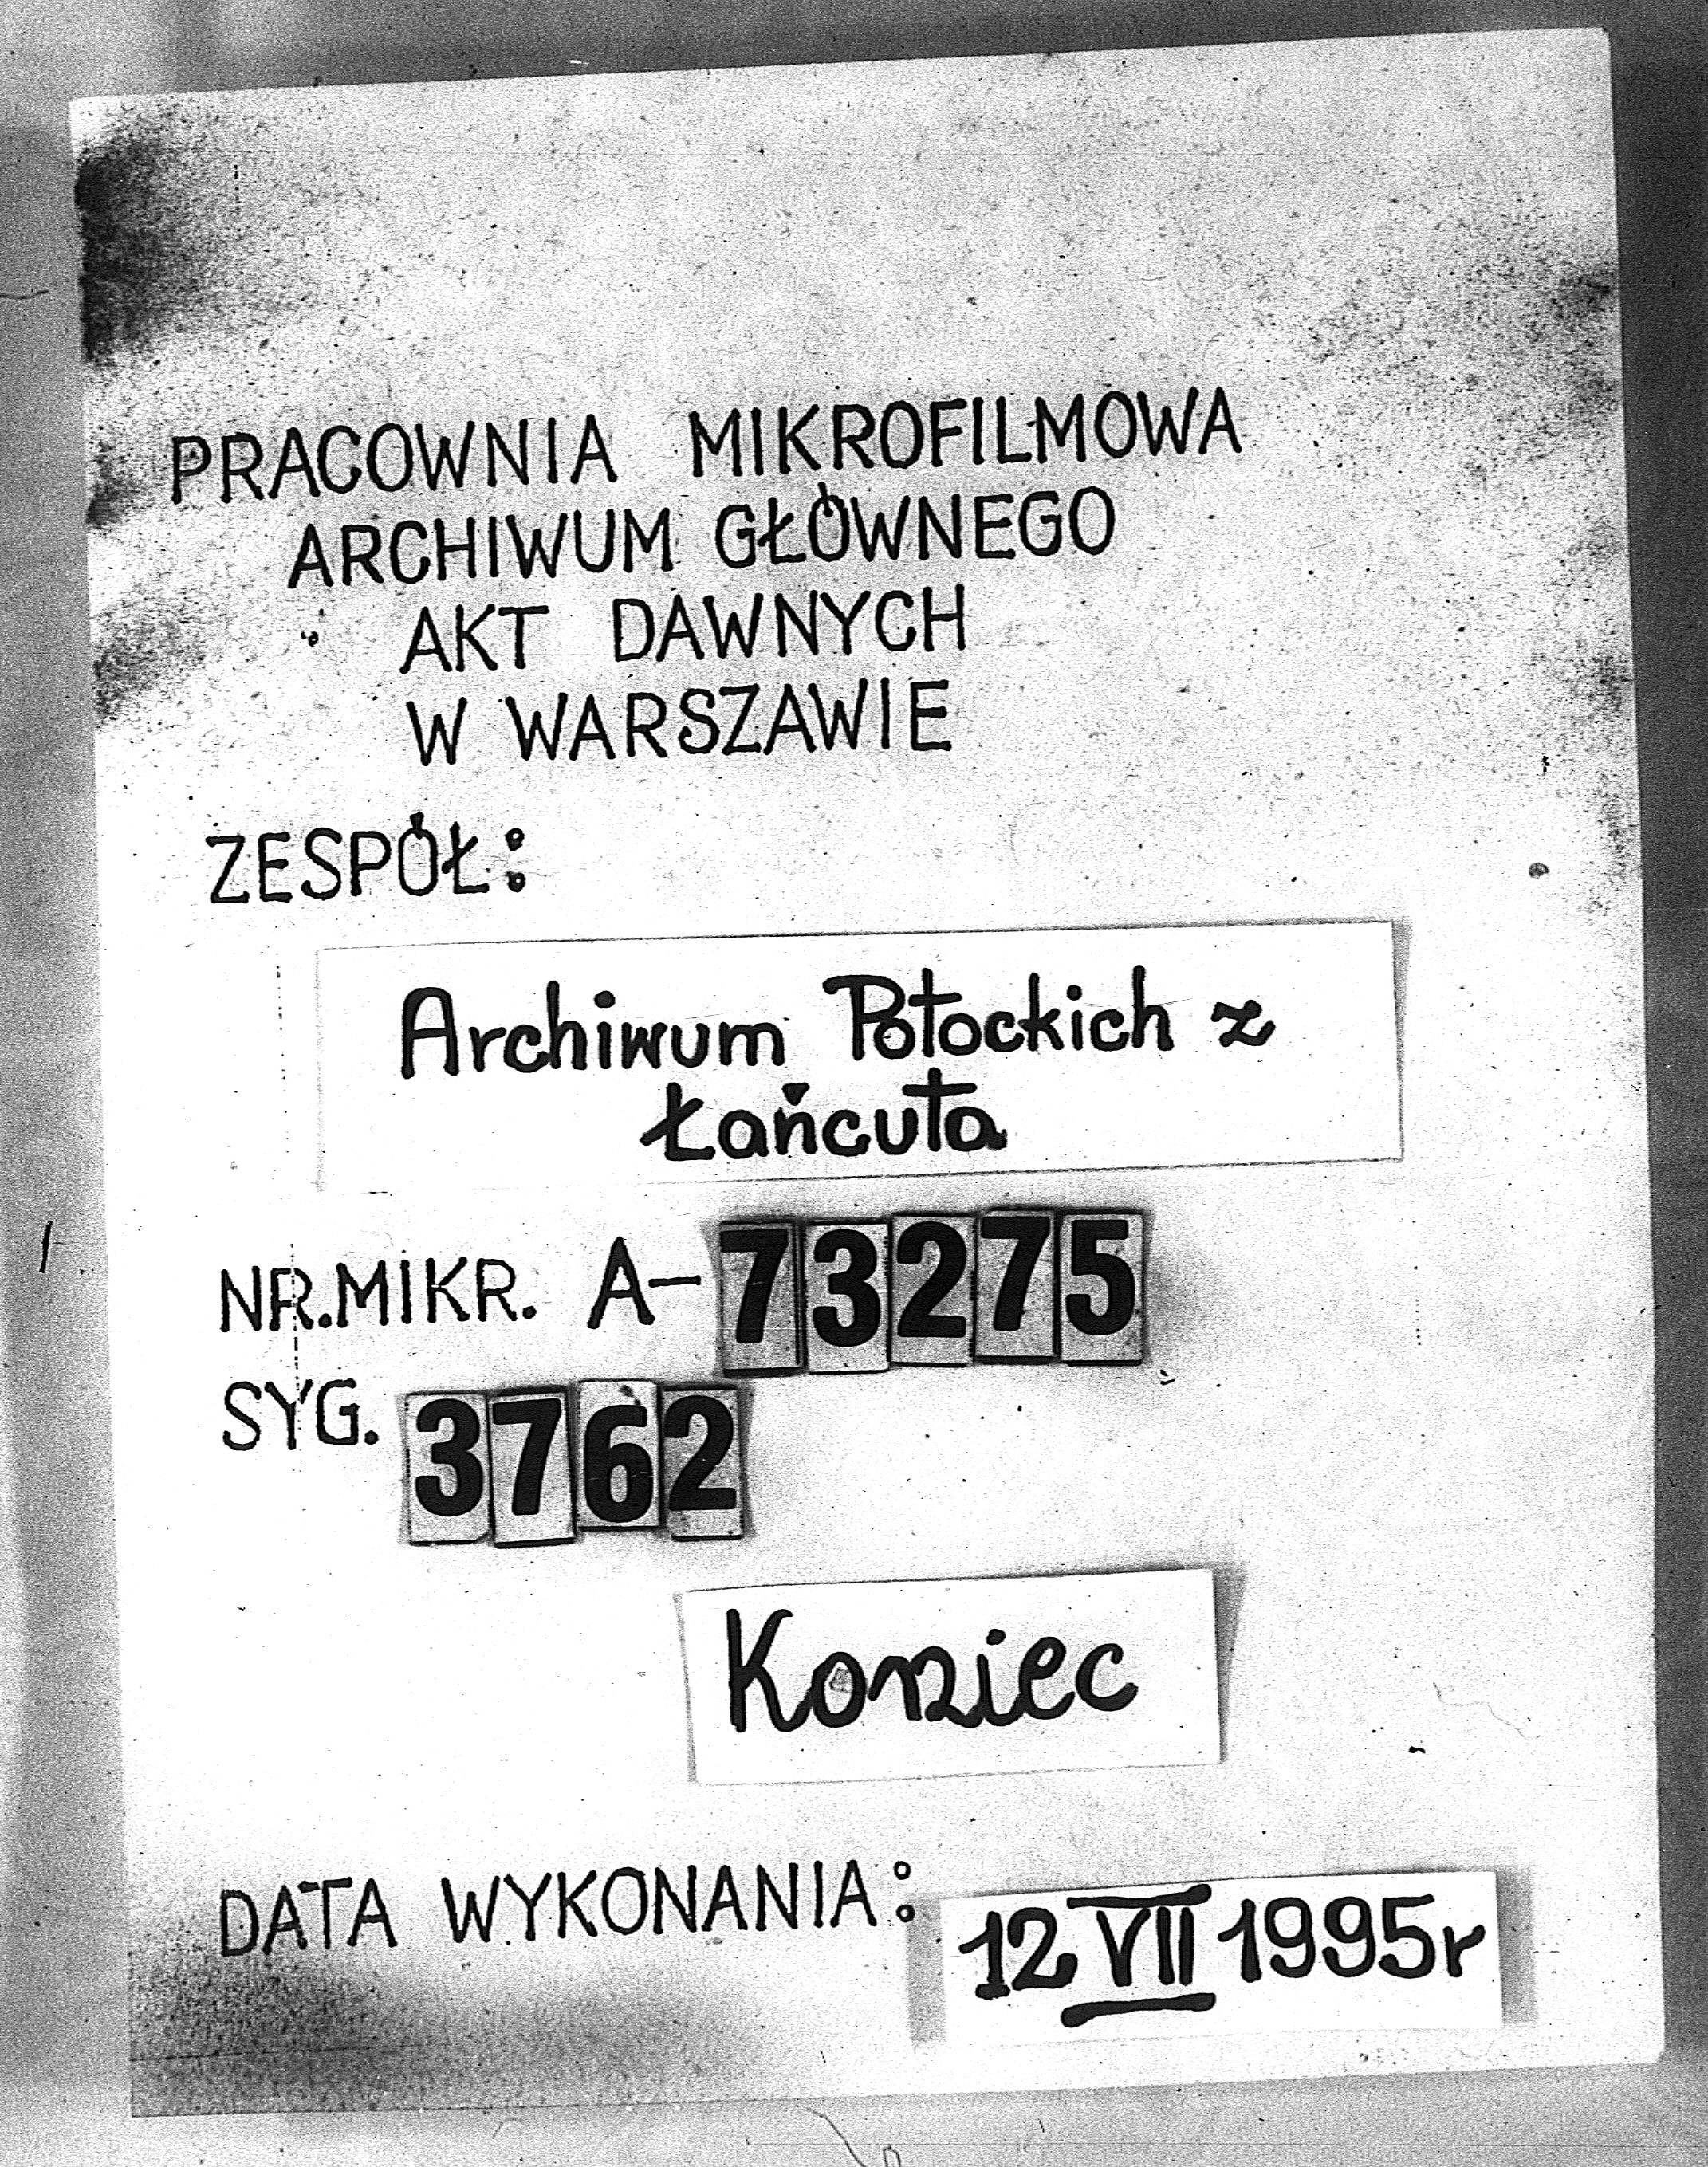 PRACOWNIA MIKROFILMOWA
ARCHIWUM GŁÓWNEGO
AKT DAWNYCH
W WARSZAWIE
ZESPÓŁ:
Archiwum Potockich z
Łańcuta
NR.MIKR. A-73275
SYG. 3762
Koniec
DATA WYKONANIA: 12 VII 1995r